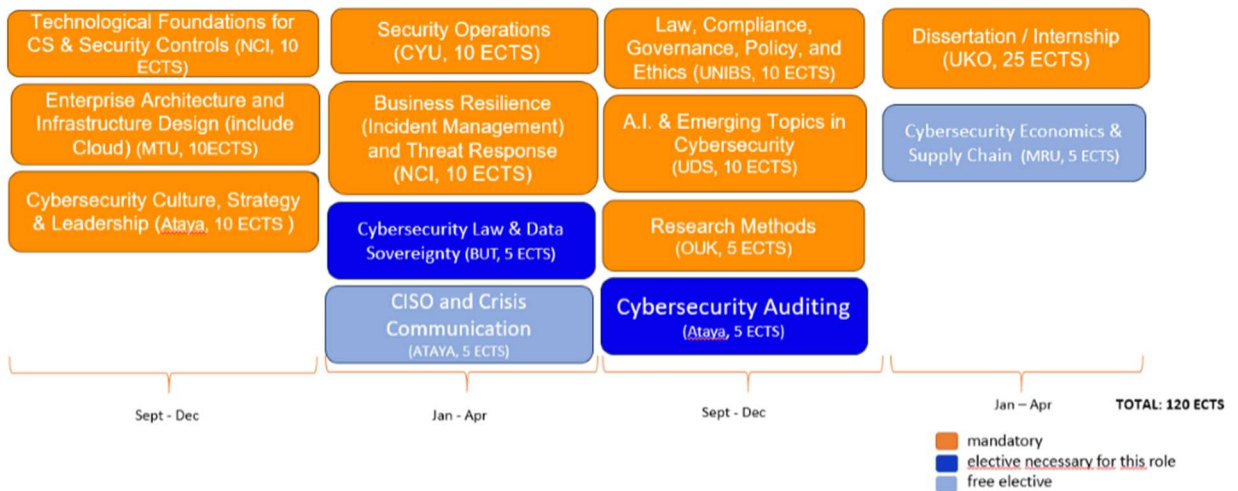 Technological Foundations for
CS & Security Controls (NCI, 10
ECTS)
Enterprise Architecture and
Infrastructure Design (include
Cloud) (MTU, 10ECTS)
Cybersecurity Culture, Strategy
& Leadership (Ataya, 10 ECTS )
Sept - Dec
Security Operations
(CYU, 10 ECTS)
Business Resilience
(Incident Management)
and Threat Response
(NCI, 10 ECTS)
Cybersecurity Law & Data
Sovereignty (BUT, 5 ECTS)
CISO and Crisis
Communication
(ATAYA, 5 ECTS)
Jan - Apr
Law, Compliance,
Governance, Policy, and
Ethics (UNIBS, 10 ECTS)
A.I. & Emerging Topics in
Cybersecurity
(UDS, 10 ECTS)
Research Methods
(OUK, 5 ECTS)
Cybersecurity Auditing
(Ataya, 5 ECTS)
Sept - Dec
Dissertation / Internship
(UKO, 25 ECTS)
Cybersecurity Economics &
Supply Chain (MRU, 5 ECTS)
Jan – Apr
TOTAL: 120 ECTS
mandatory
elective necessary for this role
free elective